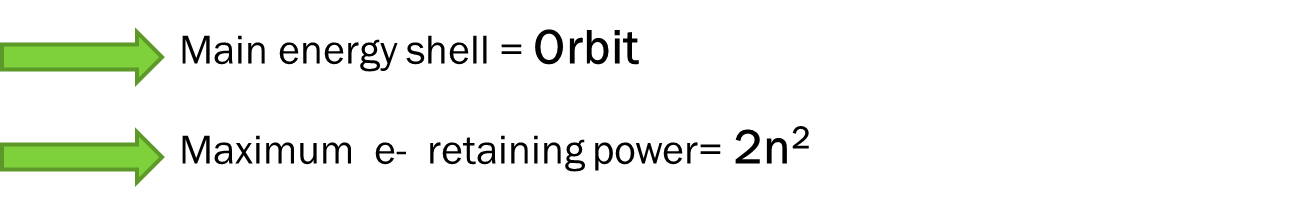 Main energy shell = Orbit
Maximum e- retaining power= 2n²